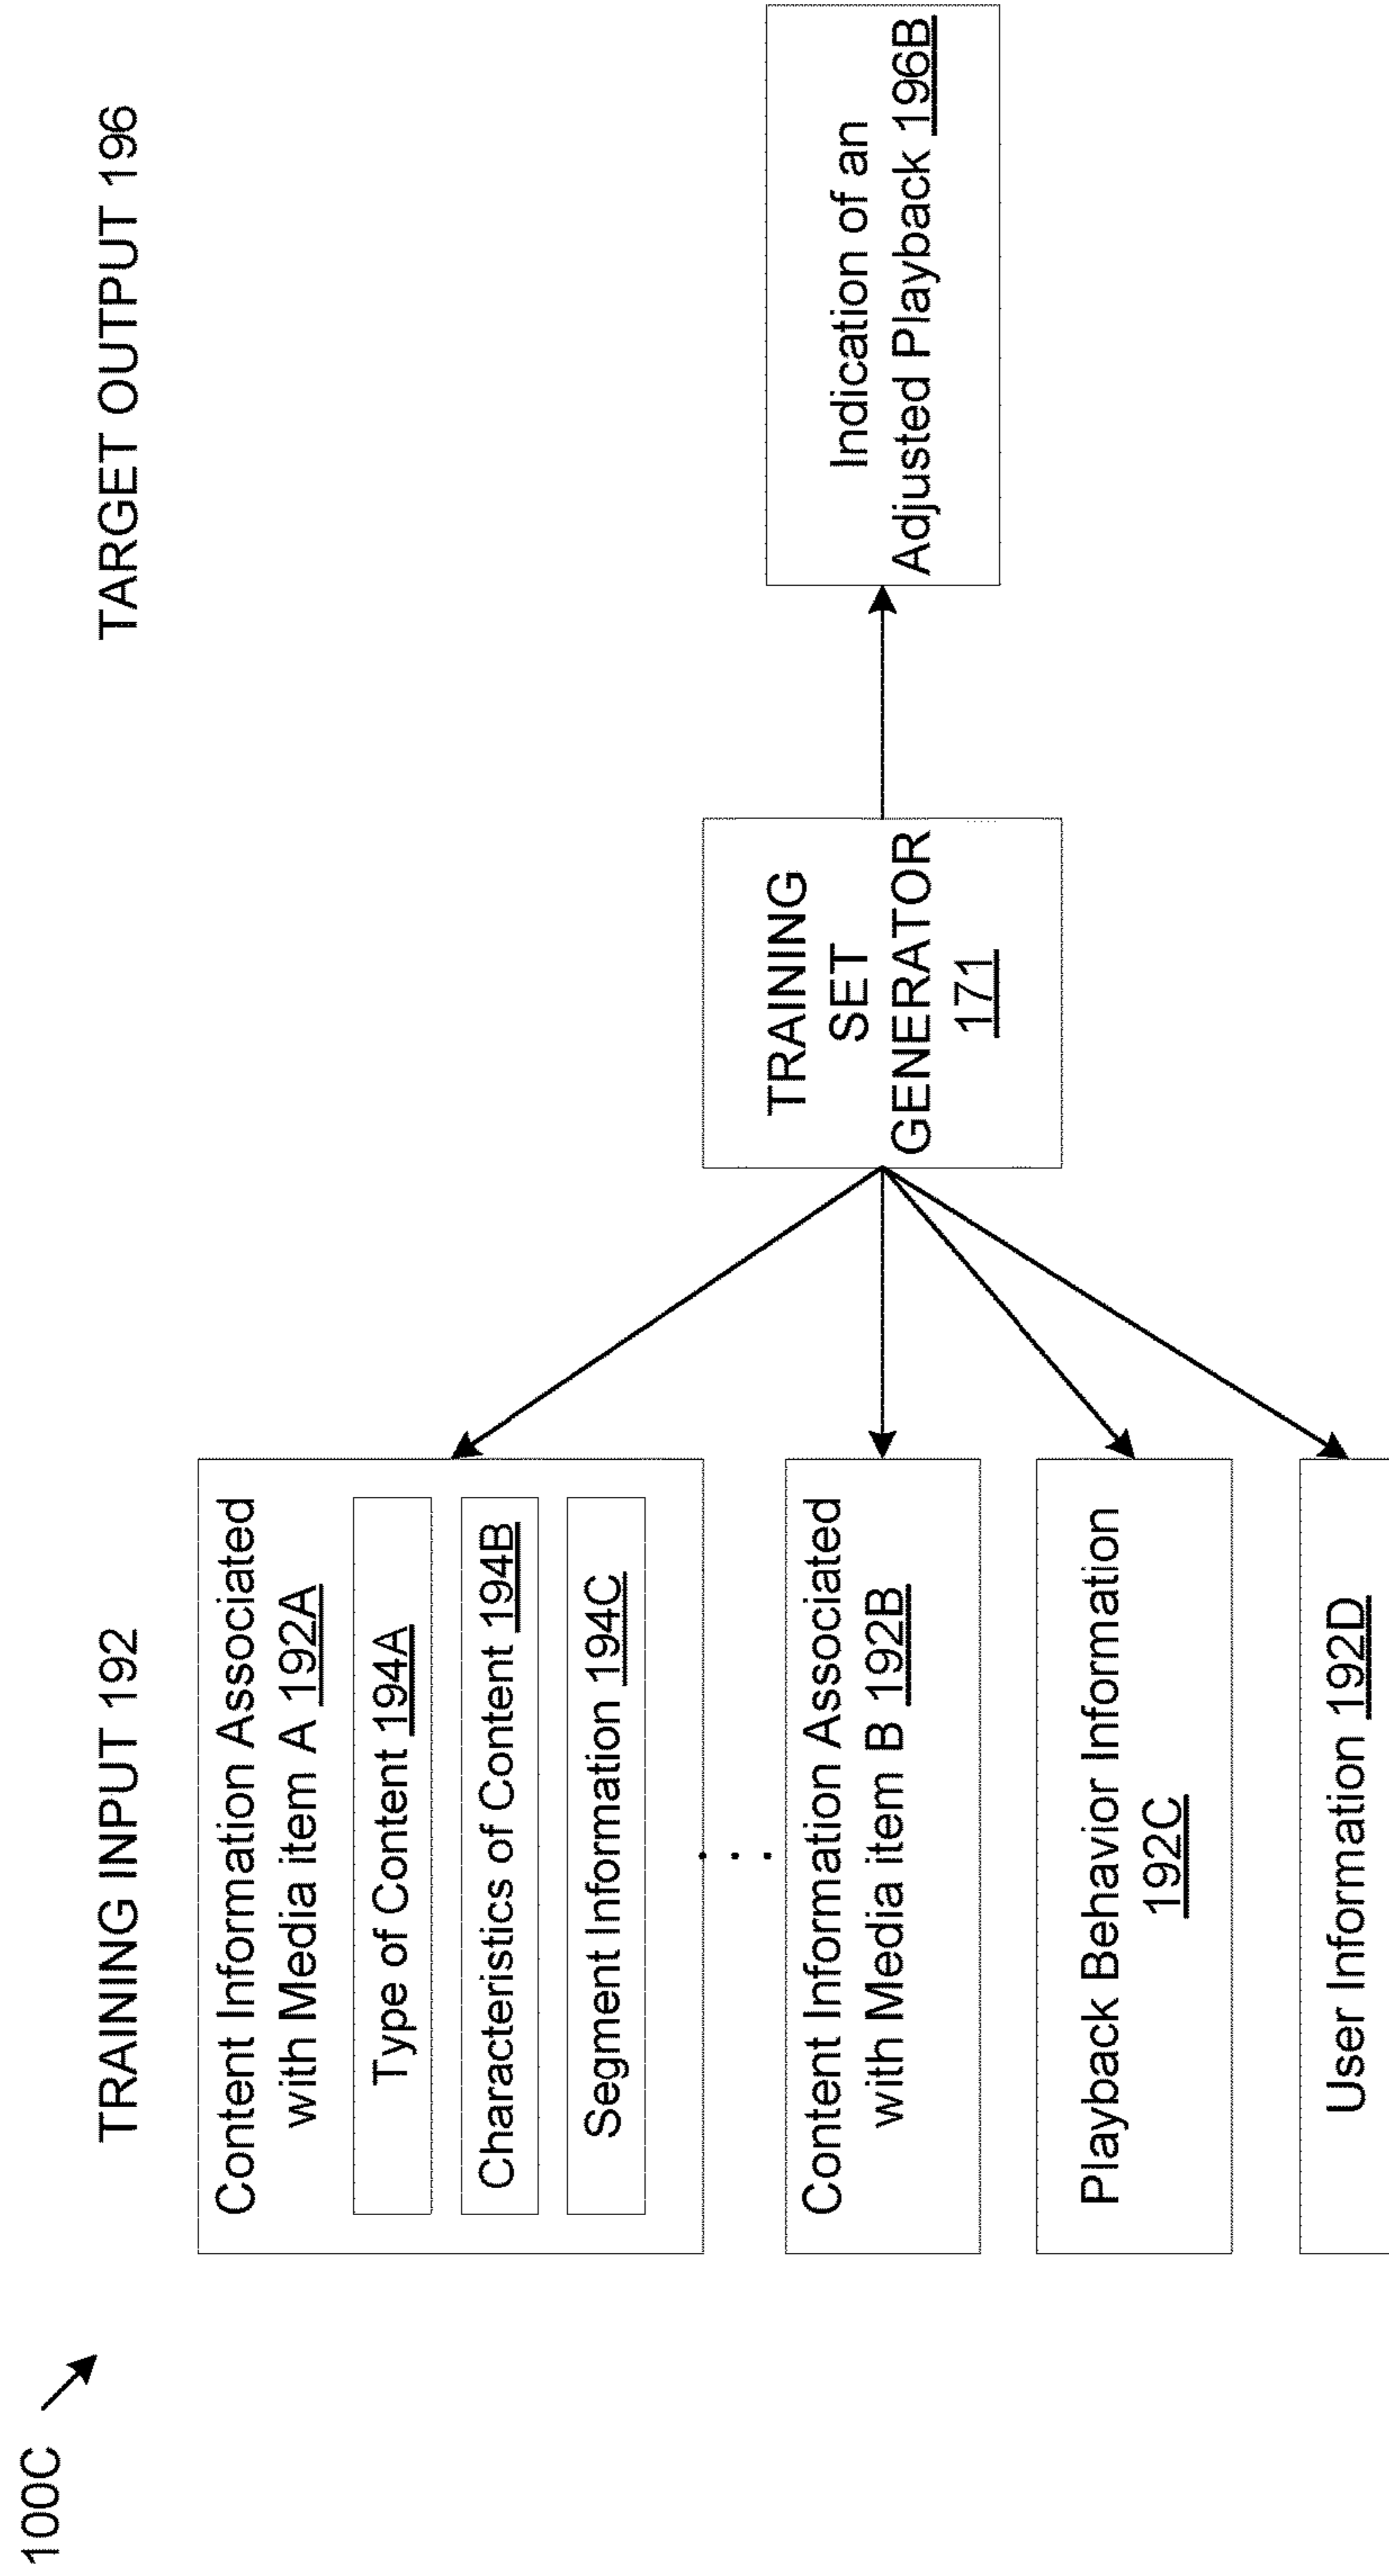 100C
TRAINING INPUT 192
TARGET OUTPUT 196
Content Information Associated
with Media item A 192A
Type of Content 194A
Characteristics of Content 194B
Segment Information 194C
Content Information Associated
with Media item B 192B
Playback Behavior Information
192C
User Information 192D
TRAINING
SET
GENERATOR
171
Indication of an
Adjusted Playback 196B